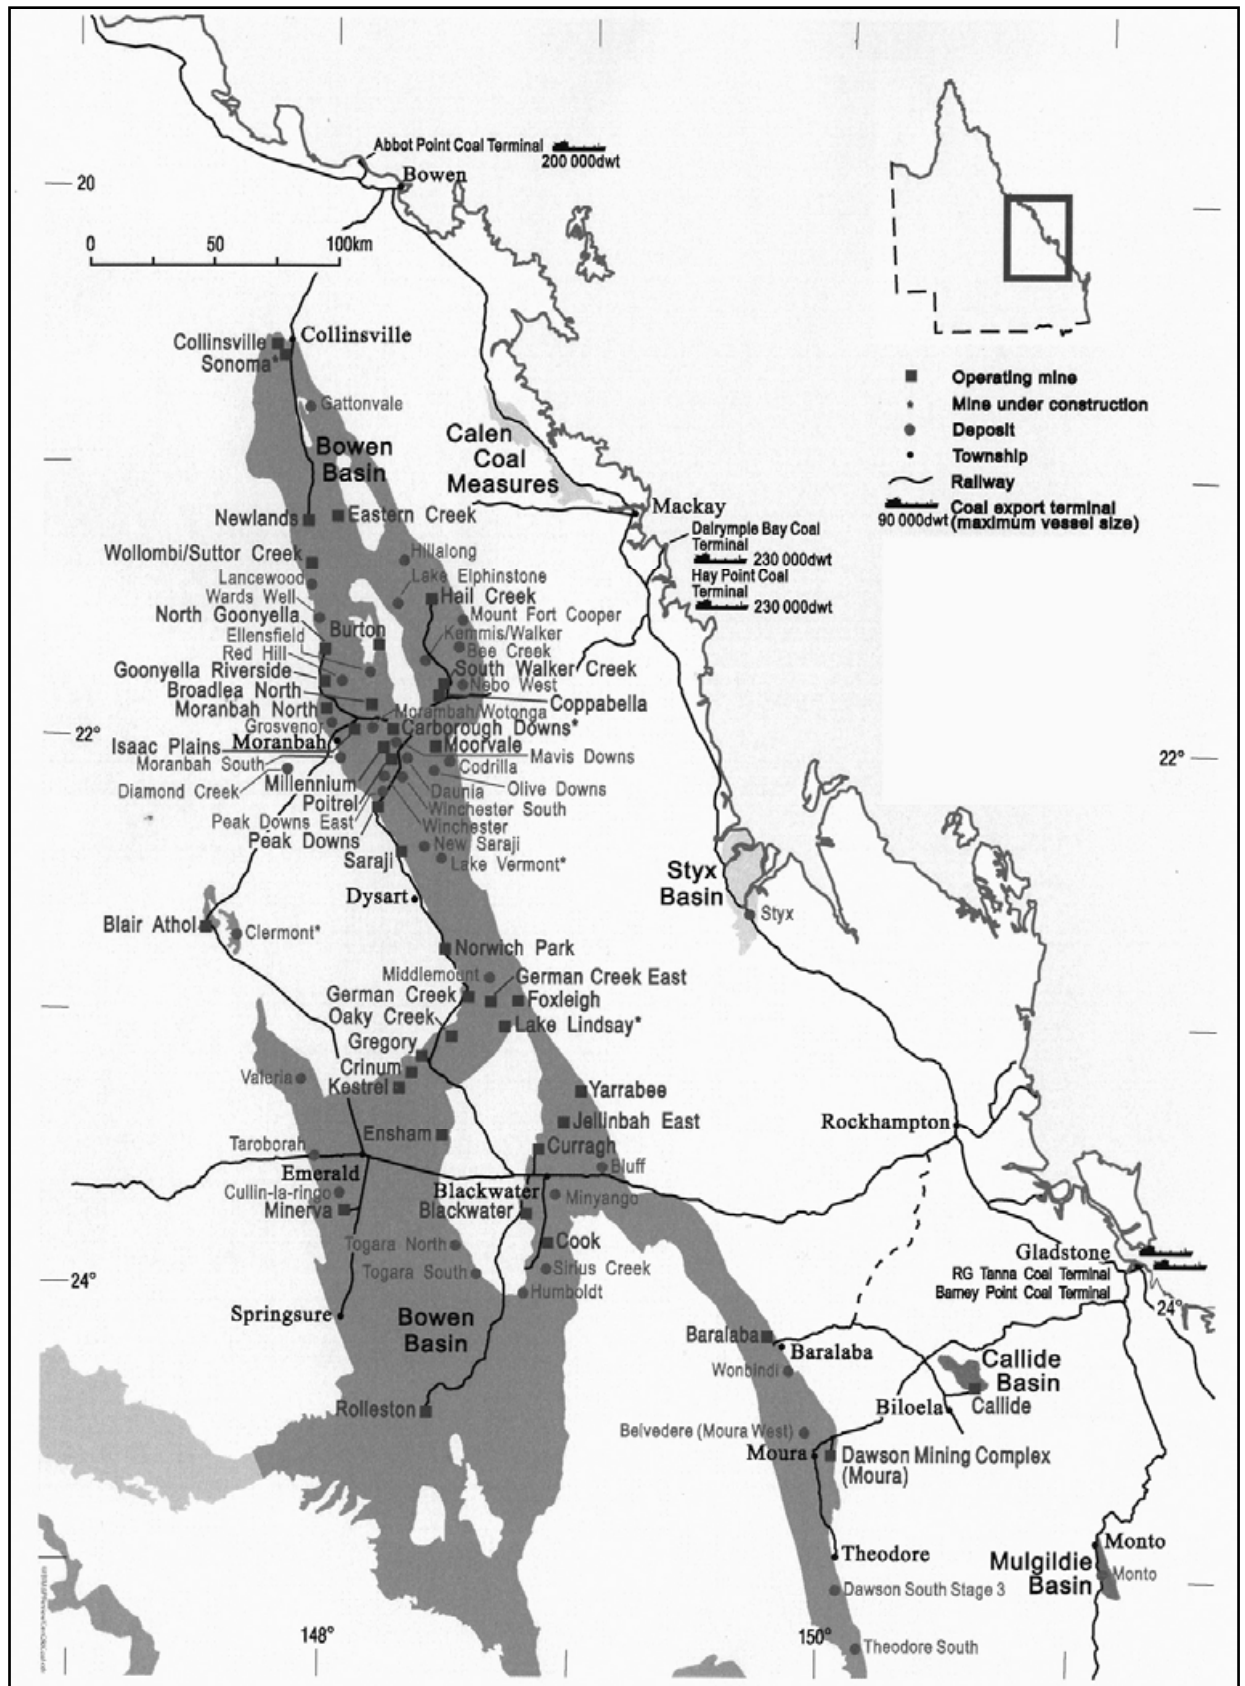 Abbot Point Coal Terminal
200 000dwt
Bowen
20
0 50 100km
Collinsville
Collinsville
Sonoma*
Gattonvale
Bowen
Basin
Calen
Coal
Measures
Operating mine
Mine under construction
Deposit
Township
Railway
Coal export terminal
90 000dwt (maximum vessel size)
Mackay
Newlands
Eastern Creek
Dalrymple Bay Coal
Terminal
230 000dwt
Hay Point Coal
Terminal
230 000dwt
Wollombi/Suttor Creek
Hillalong
Lancewood
Lake Elphinstone
Wards Well
Hail Creek
North Goonyella
Mount Fort Cooper
Burton
Ellensfield
Kemmis/Walker
Red Hill
Bee Creek
Goonyella Riverside
South Walker Creek
Broadlea North
Nebo West
Coppabella
Moranbah North
Morambah/Wotonga
Grosvenor
Carborough Downs*
Isaac Plains
Moranbah
Moorvale
Moranbah South
Mavis Downs
Codrilla
Diamond Creek
Millennium
Daunia
Olive Downs
Poitrel
Winchester South
Peak Downs East
Winchester
Peak Downs
New Saraji
Saraji
Lake Vermont*
22°
22°
Dysart
Styx
Basin
Styx
Blair Athol
Clermont*
Norwich Park
Middlemount
German Creek East
German Creek
Foxleigh
Oaky Creek
Lake Lindsay*
Gregory
Crinum
Valeria
Kestrel
Yarrabee
Jellinbah East
Rockhampton
Ensham
Taroborah
Curragh
Bluff
Emerald
Cullin-la-ringo
Blackwater
Minyango
Minerva
Blackwater
Togara North
Cook
Togara South
Sirius Creek
Humboldt
24°
Gladstone
RG Tanna Coal Terminal
Barney Point Coal Terminal
24°
Springsure
Bowen
Basin
Baralaba
Baralaba
Wonbindi
Callide
Basin
Callide
Biloela
Rolleston
Belvedere (Moura West)
Moura
Dawson Mining Complex
(Moura)
Theodore
Monto
Mulgildie
Basin
Monto
Dawson South Stage 3
148°
150°
Theodore South